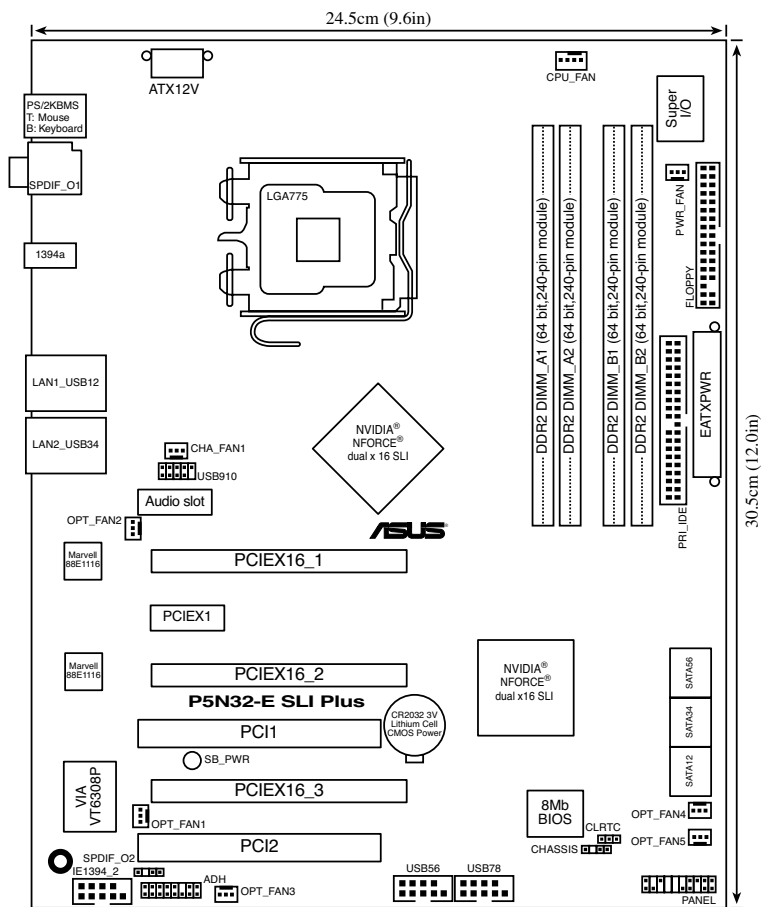 24.5cm (9.6in)
ATX12V
CPU_FAN
PS/2KBMS
T: Mouse
B: Keyboard
Super
I/O
SPDIF_O1
LGA775
PWR_FAN
FLOPPY
1394a
DDR2 DIMM_A1 (64 bit,240-pin module)
DDR2 DIMM_A2 (64 bit,240-pin module)
DDR2 DIMM_B1 (64 bit,240-pin module)
DDR2 DIMM_B2 (64 bit,240-pin module)
EATXPWR
PRI_IDE
30.5cm (12.0in)
LAN1_USB12
LAN2_USB34
NVIDIA®
NFORCE®
dual x 16 SLI
CHA_FAN1
USB910
Audio slot
OPT_FAN2
ASUS
Marvell
88E1116
PCIEX16_1
PCIEX1
Marvell
88E1116
PCIEX16_2
NVIDIA®
NFORCE®
dual x16 SLI
SATA56
SATA34
SATA12
P5N32-E SLI Plus
CR2032 3V
Lithium Cell
CMOS Power
PCI1
SB_PWR
VIA
VT6308P
PCIEX16_3
OPT_FAN1
8Mb
BIOS
OPT_FAN4
CLRTC
CHASSIS
OPT_FAN5
PCI2
SPDIF_O2
IE1394_2
ADH
OPT_FAN3
USB56
USB78
PANEL